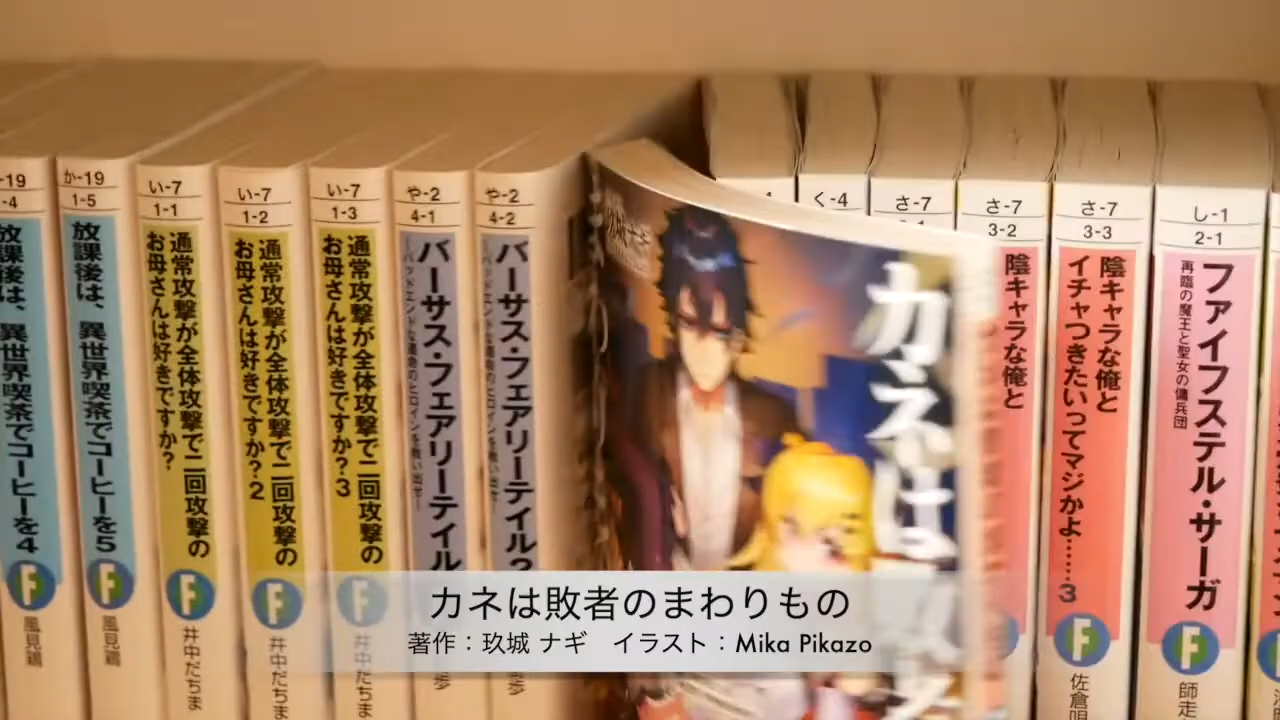 -19
-4
放課後は、異世界喫茶でコーヒーを4
風見鶏
か-19
1-5
放課後は、異世界喫茶でコーヒーを5
風見鶏
い-7
1-1
通常攻撃が全体攻撃で二回攻撃の
お母さんは好きですか?
井中だちま
い-7
1-2
通常攻撃が全体攻撃で二回攻撃の
お母さんは好きですか?2
井中だちま
い-7
1-3
通常攻撃が全体攻撃で二回攻撃の
お母さんは好きですか?3
井中だちま
や-2
4-1
バーサス・フェアリーテイル
歩
や-2
4-2
バーサス・フェアリーテイル2
歩
カネは
く-4
さ-7
さ-7
3-2
陰キャラな俺と
さ-7
3-3
陰キャラな俺と
イチャつきたいってマジかよ……3
佐倉唄
し-1
2-1
ファイフステル・サーガ
再臨の魔王と聖女の傭兵団
師走
カネは敗者のまわりもの
著作：玖城 ナギ　イラスト：Mika Pikazo